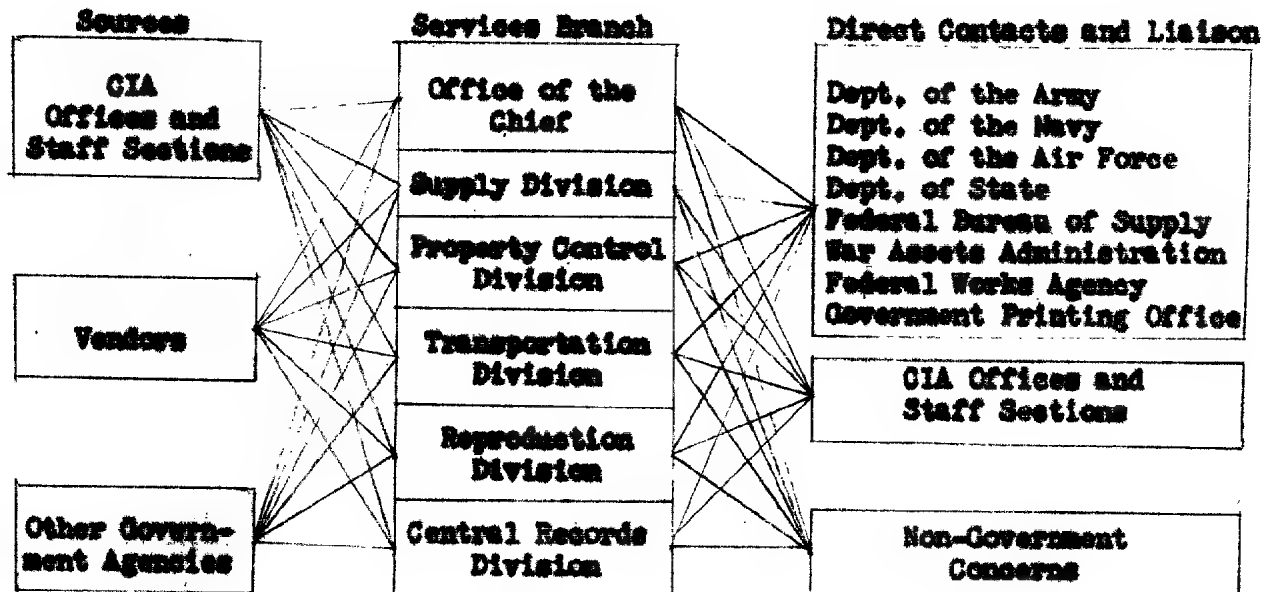 Sources
CIA
Offices and
Staff Sections
Vendors
Other Govern-
ment Agencies
Services Branch
Office of the
Chief
Supply Division
Property Control
Division
Transportation
Division
Reproduction
Division
Central Records
Division
Direct Contacts and Liaison
Dept. of the Army
Dept. of the Navy
Dept. of the Air Force
Dept. of State
Federal Bureau of Supply
War Assets Administration
Federal Works Agency
Government Printing Office
CIA Offices and
Staff Sections
Non-Government
Concerns